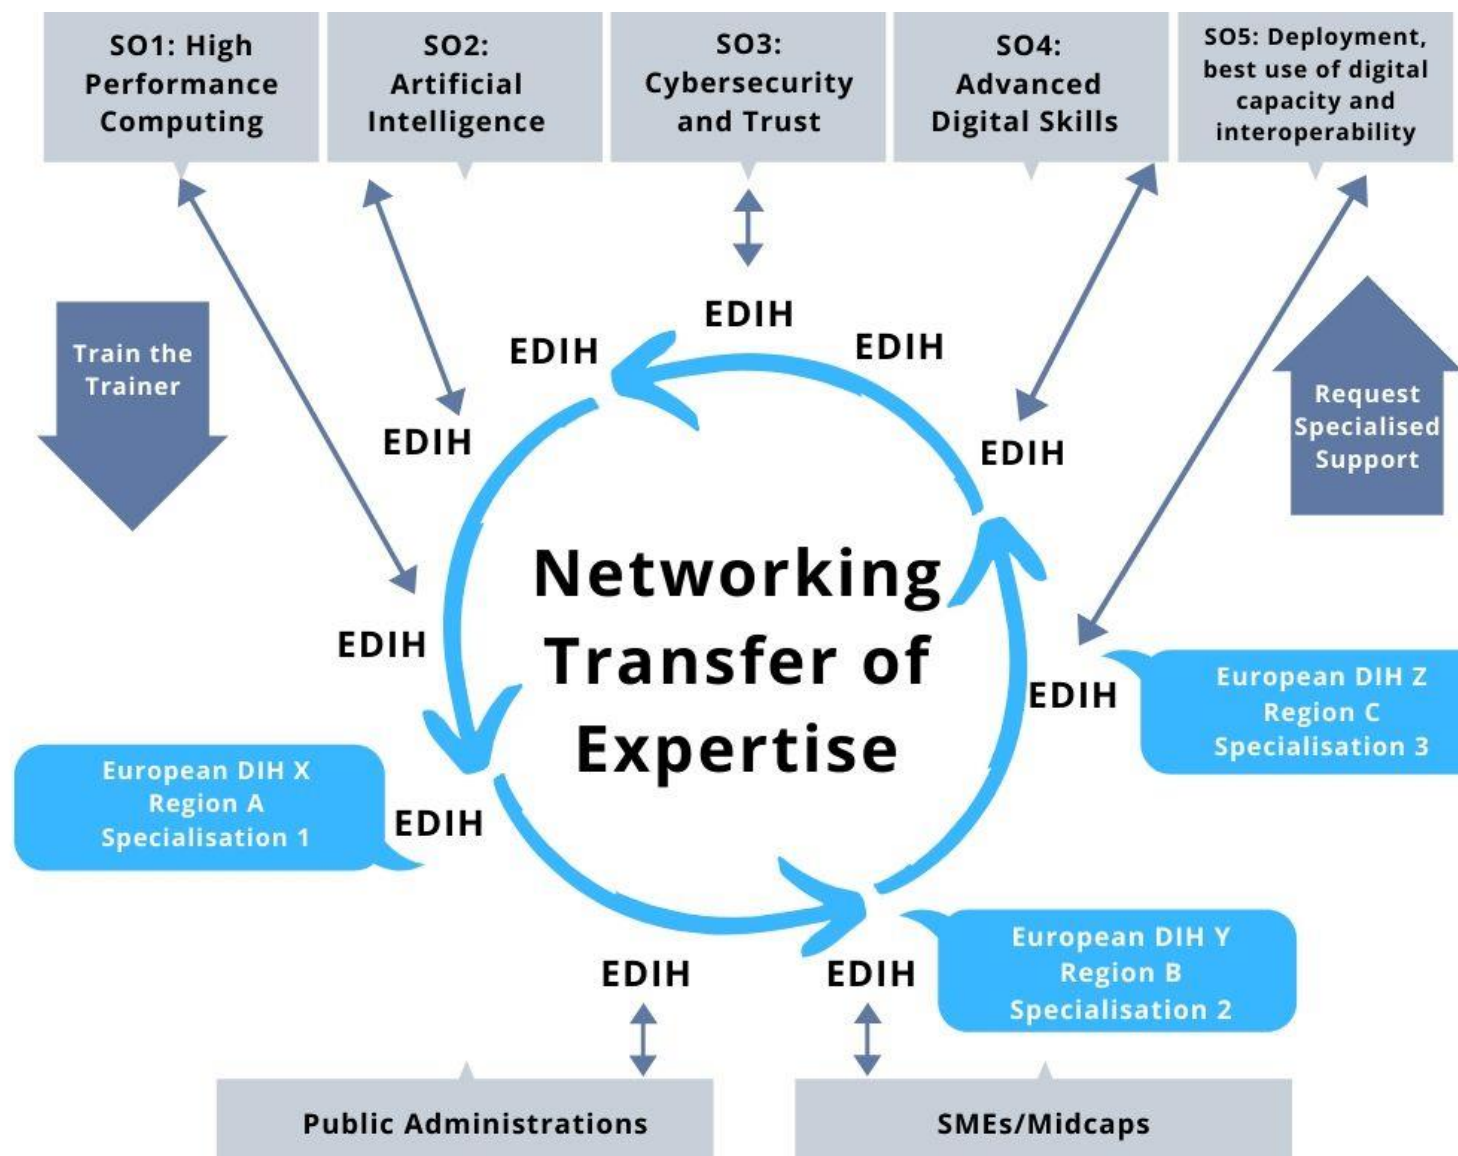 SO1: High
Performance
Computing
SO2:
Artificial
Intelligence
SO3:
Cybersecurity
and Trust
SO4:
Advanced
Digital Skills
SO5: Deployment,
best use of digital
capacity and
interoperability
Train the
Trainer
Request
Specialised
Support
EDIH
EDIH
EDIH
EDIH
EDIH
EDIH
EDIH
EDIH
Networking
Transfer of
Expertise
European DIH Z
Region C
Specialisation 3
European DIH X
Region A
Specialisation 1
EDIH
EDIH
EDIH
European DIH Y
Region B
Specialisation 2
Public Administrations
SMEs/Midcaps